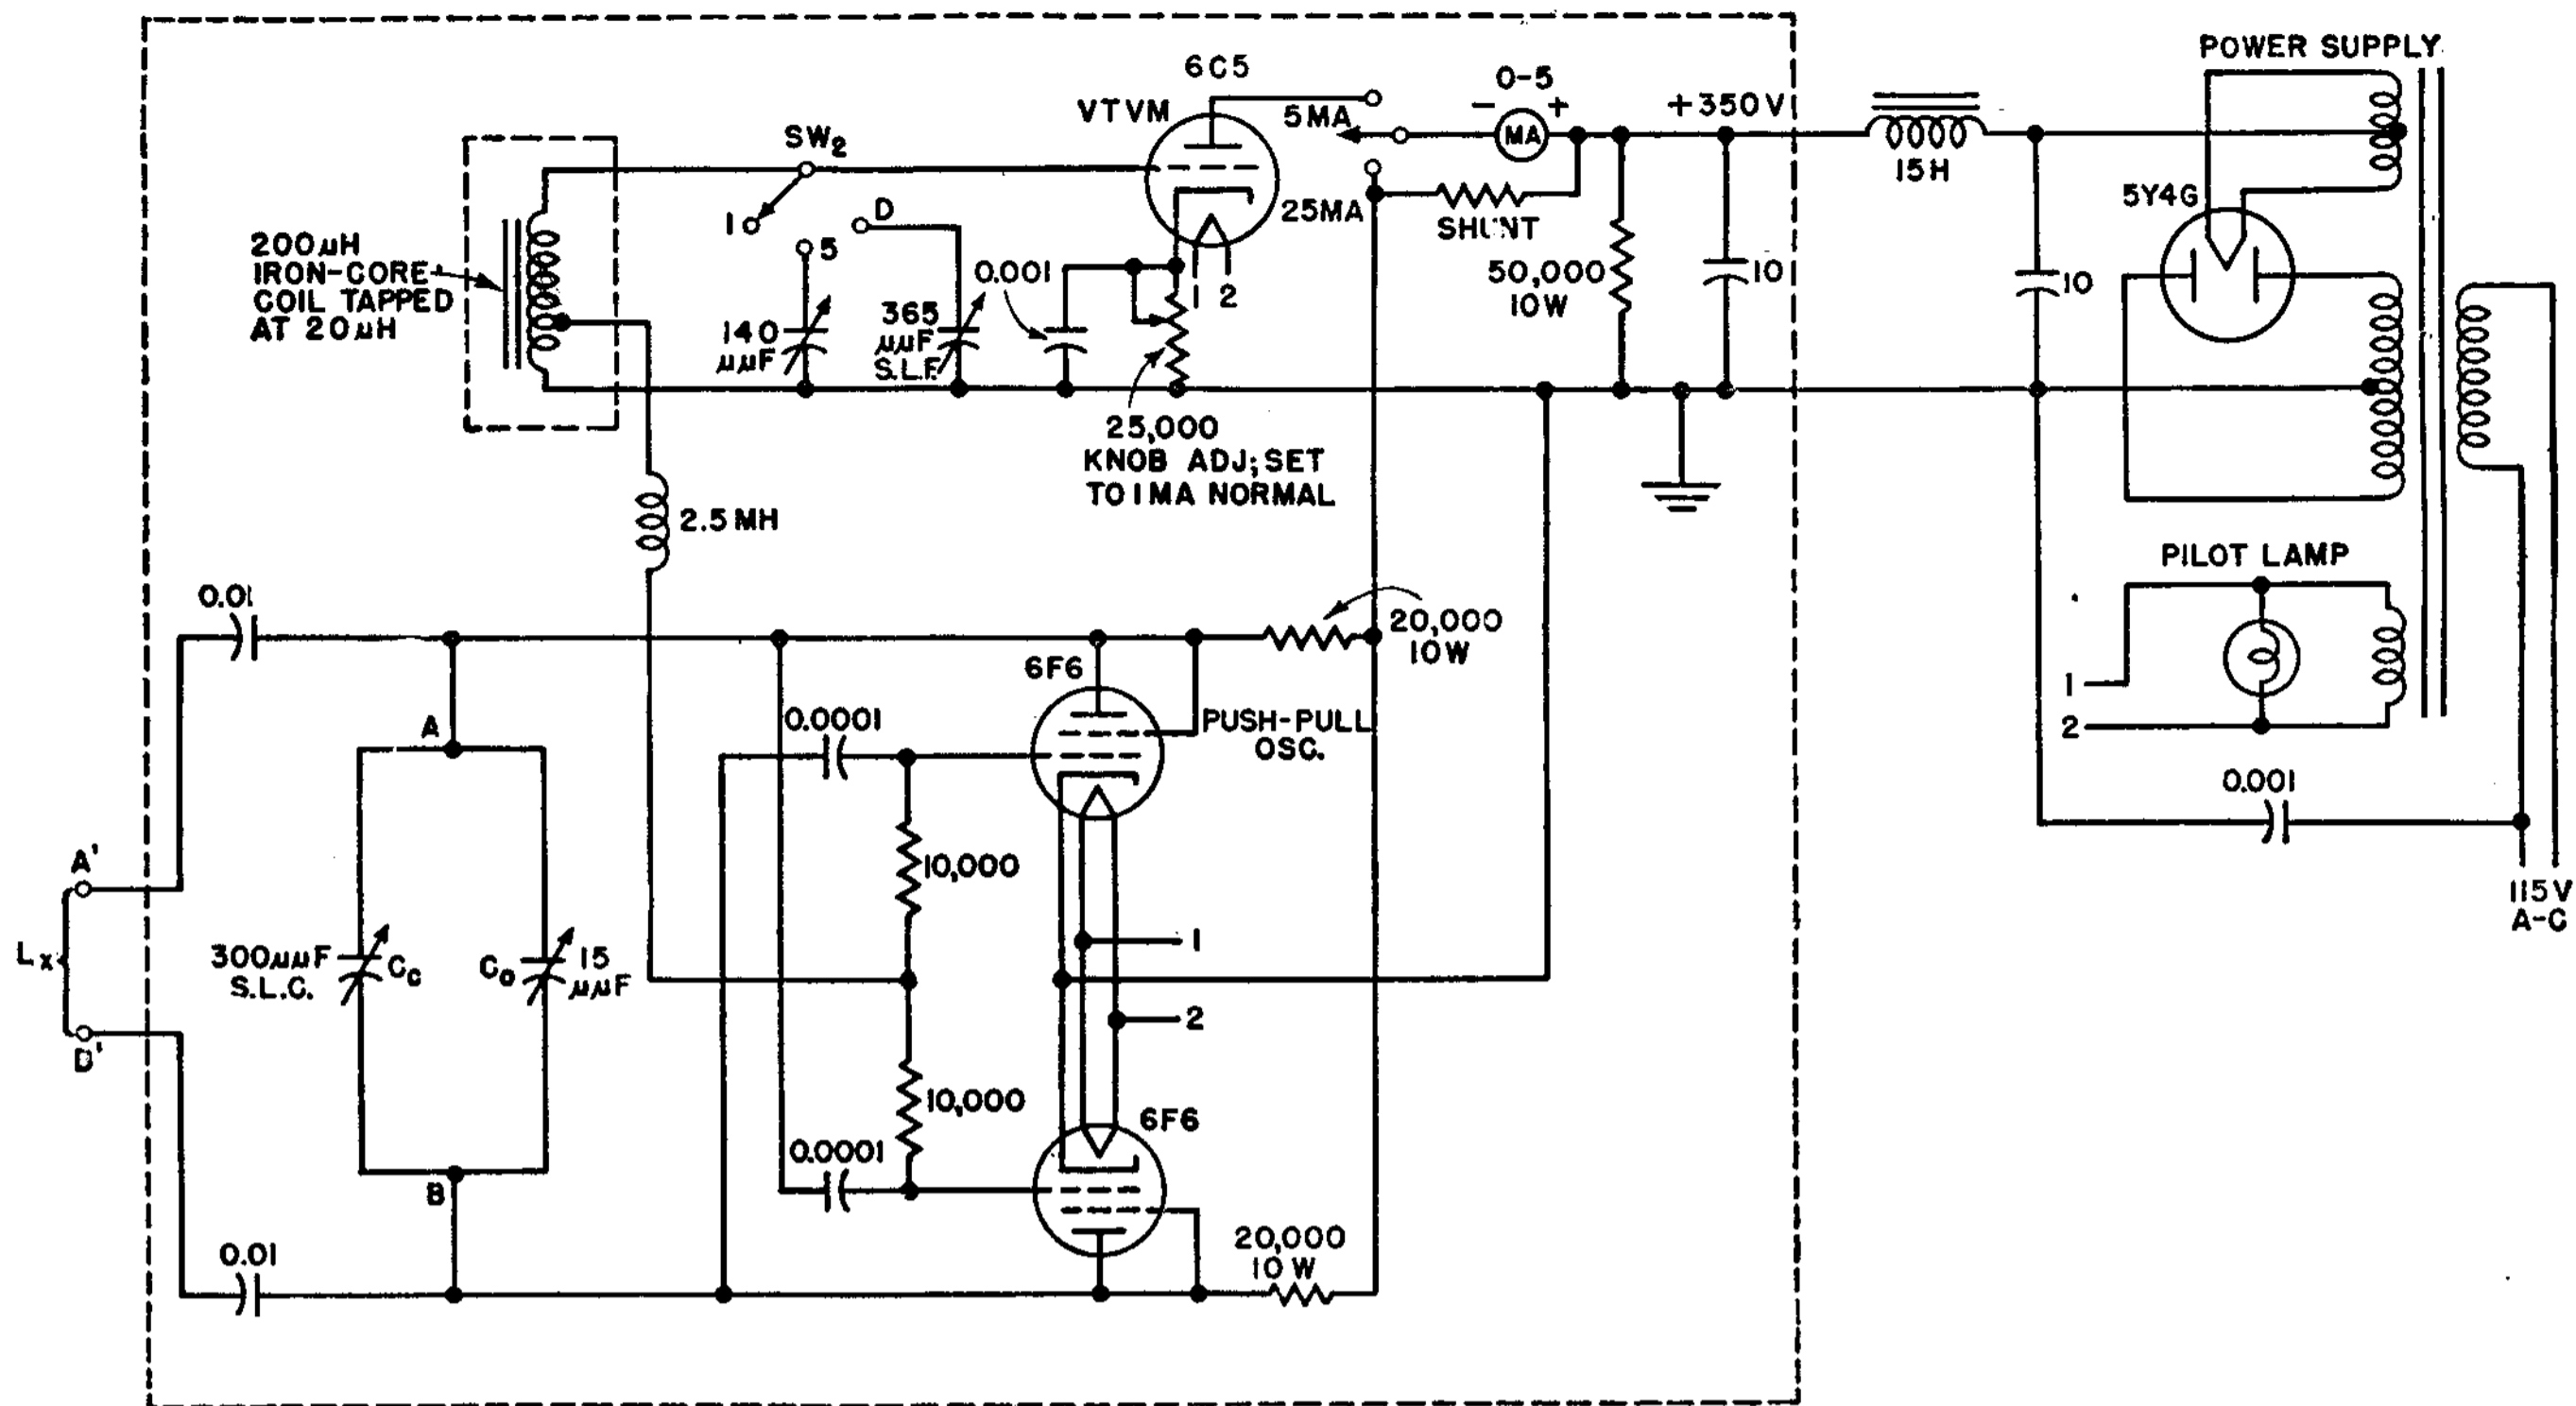 POWER SUPPLY
6C5
0-5
VTVM
5MA
- +
MA
+350V
SW₂
15H
5Y4G
1
D
5
25MA
SHUNT
200μH
IRON-CORE
COIL TAPPED
AT 20μH
0.001
1 2
50,000
10W
10
10
140
μμF
365
μμF
S.L.F.
25,000
KNOB ADJ; SET
TO 1 MA NORMAL
2.5 MH
PILOT LAMP
0.01
20,000
10W
6F6
1
2
A
0.0001
PUSH-PULL
OSC.
0.001
10,000
A'
115V
A-C
Lx
300μμF
S.L.C.
Cc
Co
15
μμF
1
2
D'
10,000
6F6
0.0001
B
20,000
10 W
0.01